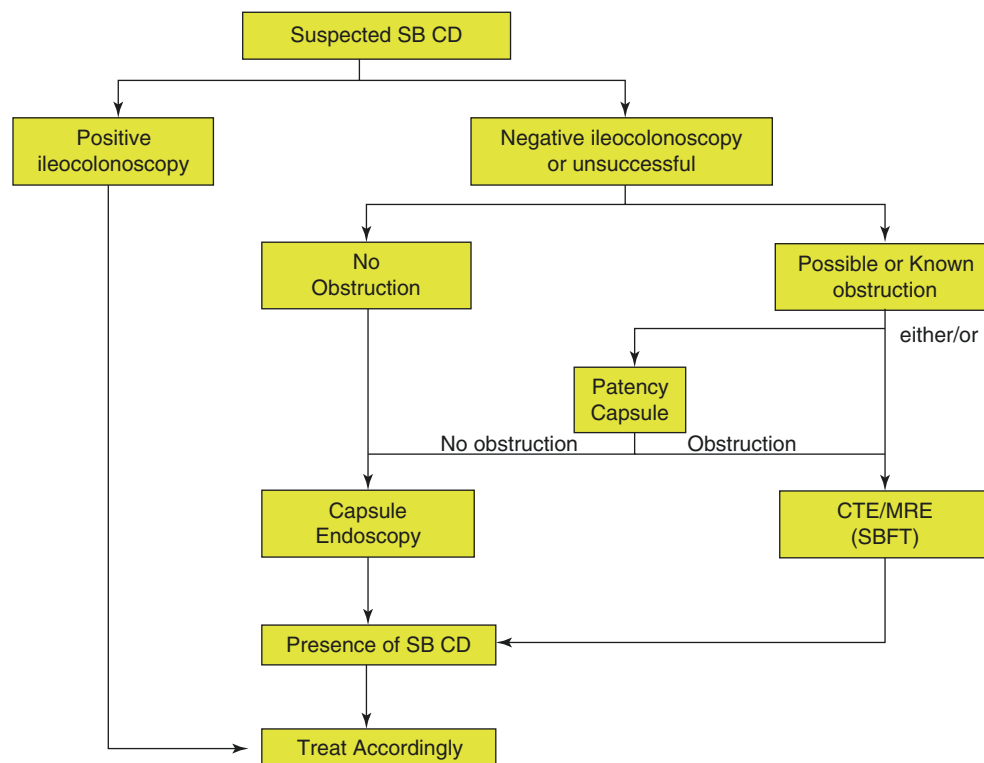 Suspected SB CD
Positive
ileocolonoscopy
Negative ileocolonoscopy
or unsuccessful
No
Obstruction
Possible or Known
obstruction
either/or
Patency
Capsule
No obstruction
Obstruction
Capsule
Endoscopy
CTE/MRE
(SBFT)
Presence of SB CD
Treat Accordingly